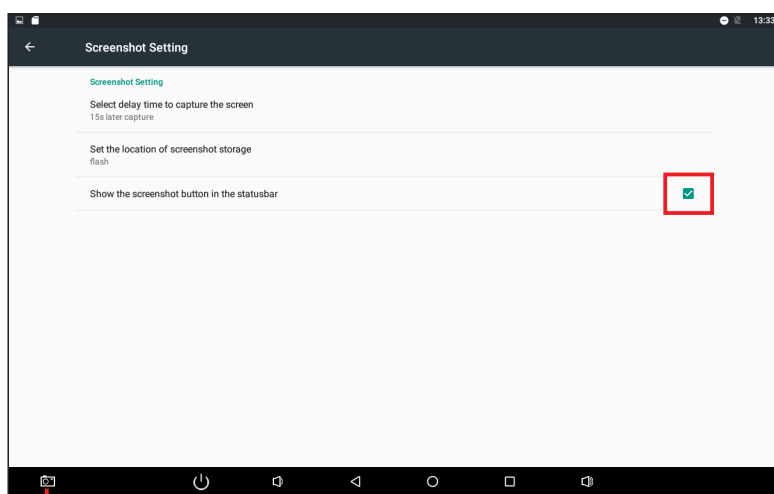 13:33
Screenshot Setting
Screenshot Setting
Select delay time to capture the screen
15s later capture
Set the location of screenshot storage
flash
Show the screenshot button in the statusbar